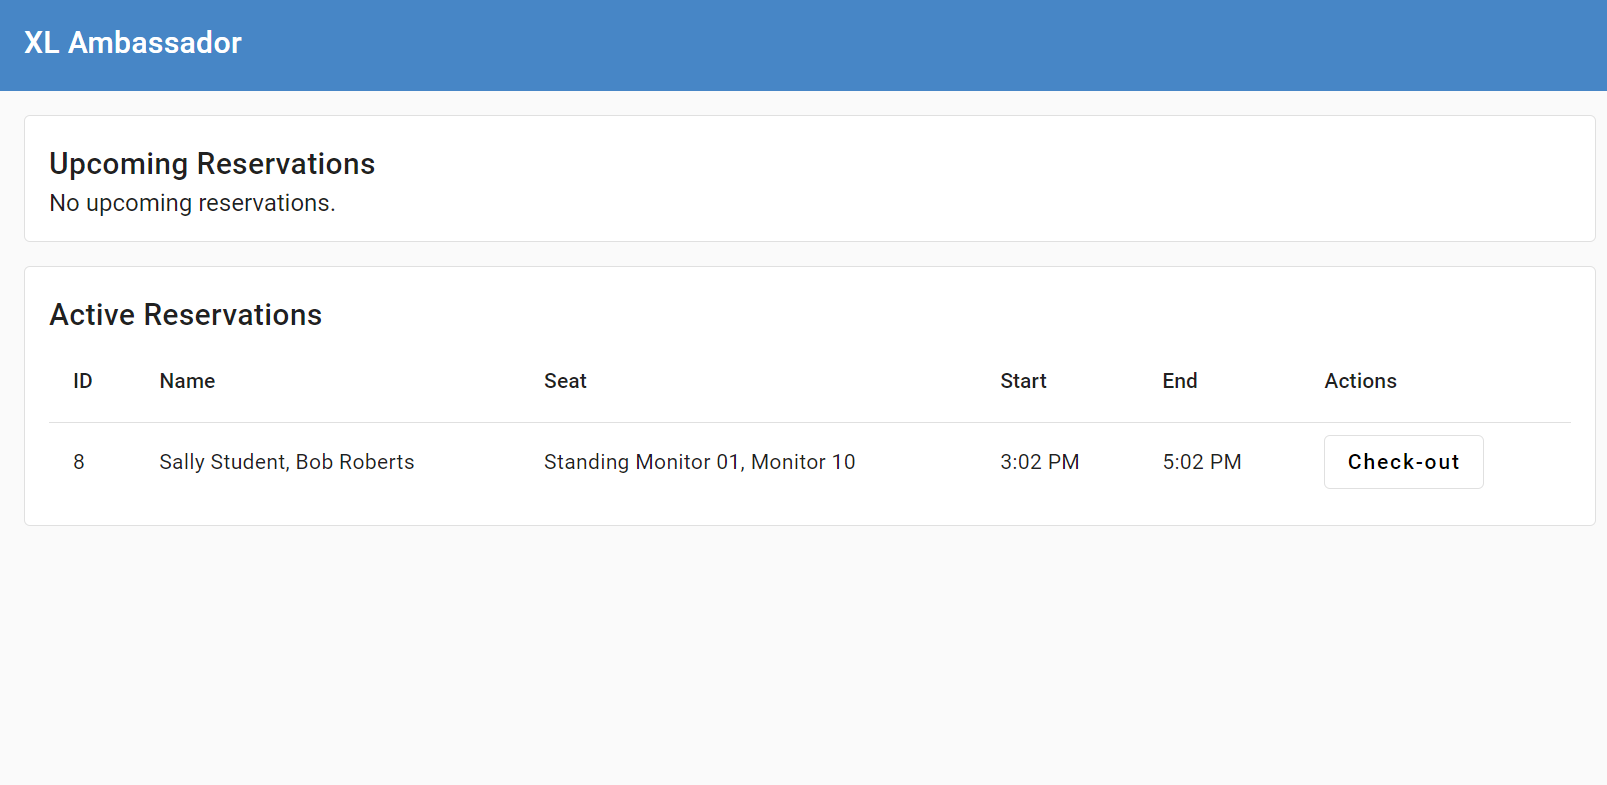 XL Ambassador
Upcoming Reservations
No upcoming reservations.
Active Reservations
ID Name Seat Start End Actions
8 Sally Student, Bob Roberts Standing Monitor 01, Monitor 10 3:02 PM 5:02 PM Check-out